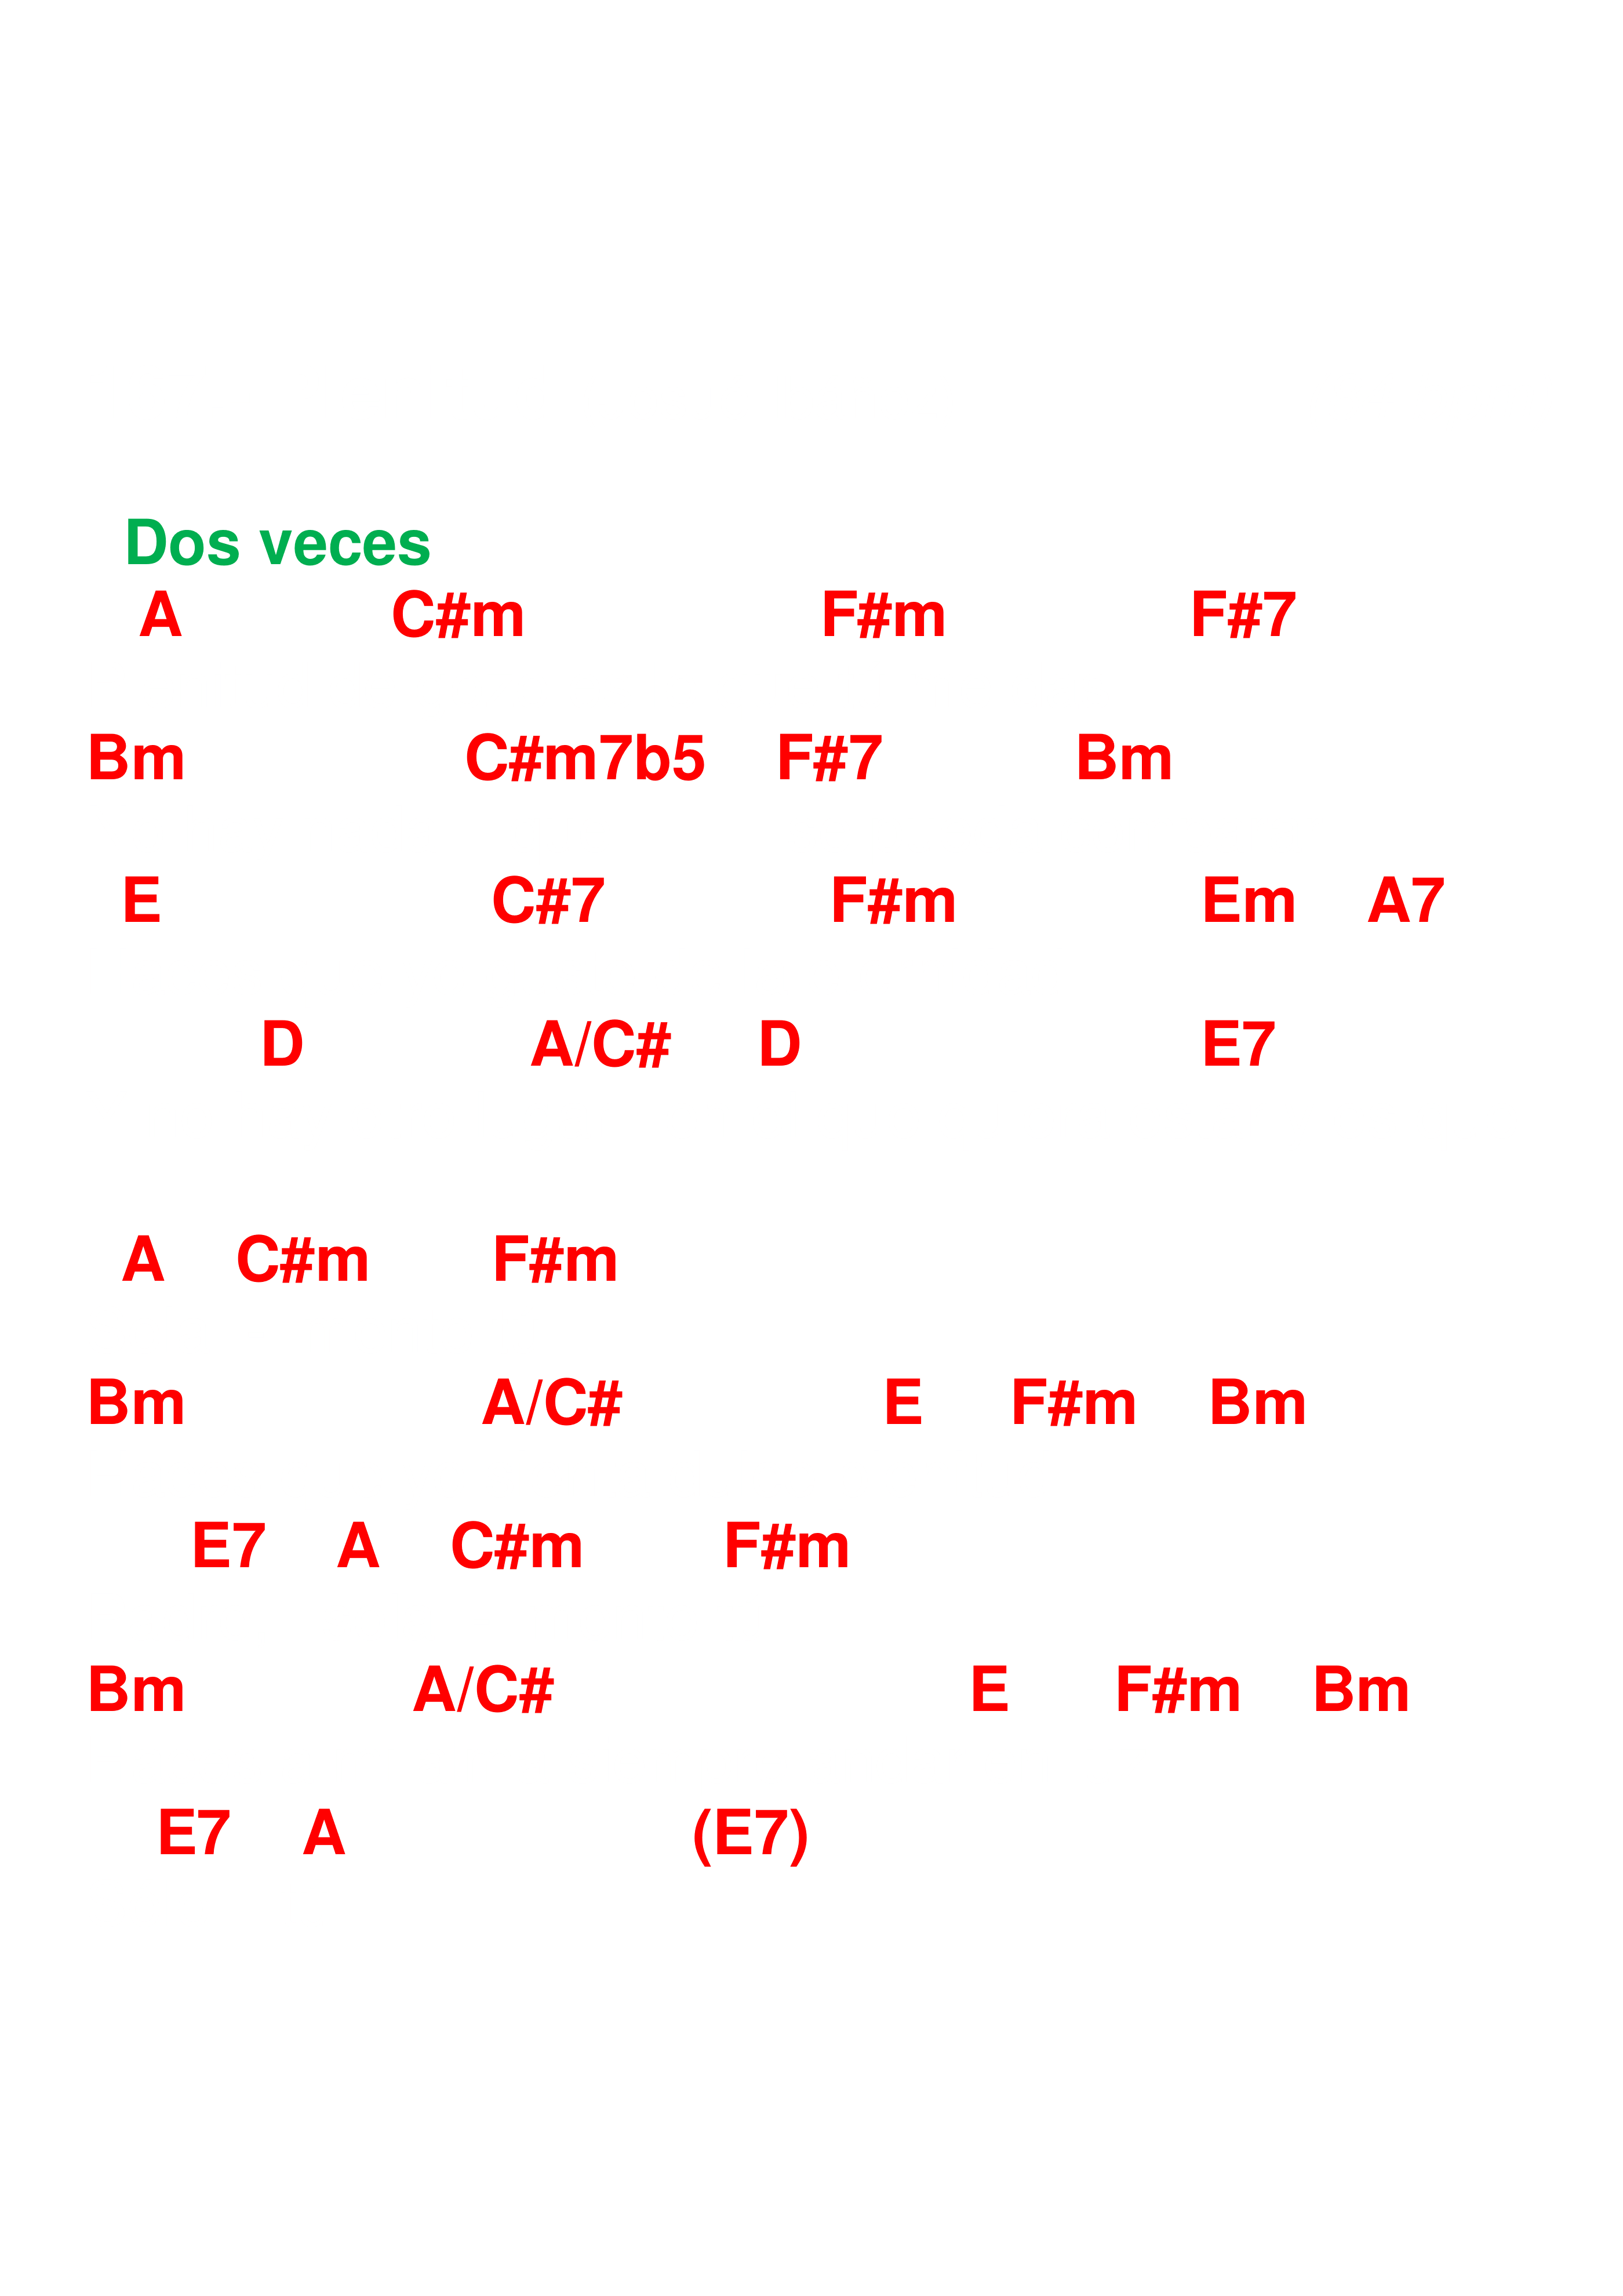 Dos veces
A C#m F#m F#7
Bm C#m7b5 F#7 Bm
E C#7 F#m Em A7
D A/C# D E7
A C#m F#m
Bm A/C# E F#m Bm
E7 A C#m F#m
Bm A/C# E F#m Bm
E7 A (E7)